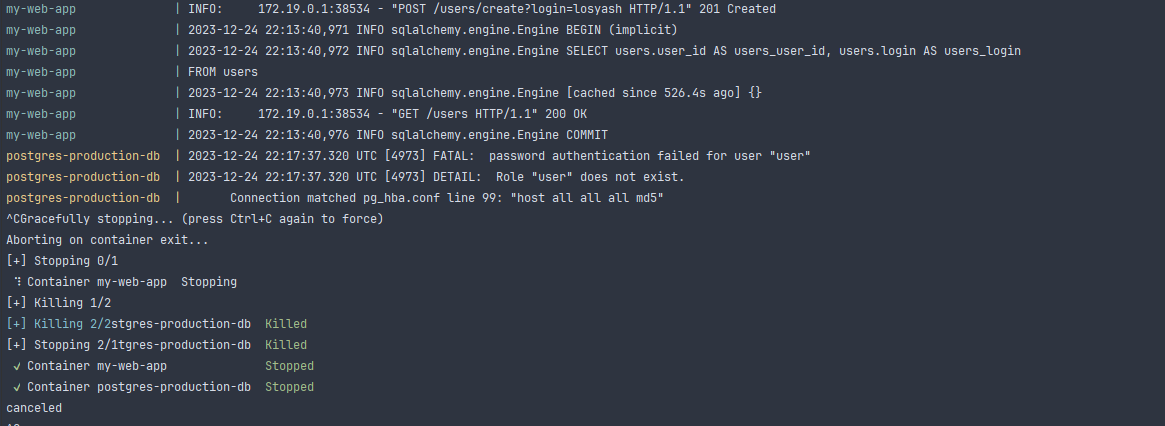 my-web-app | INFO: 172.19.0.1:38534 - "POST /users/create?login=losyash HTTP/1.1" 201 Created
my-web-app | 2023-12-24 22:13:40,971 INFO sqlalchemy.engine.Engine BEGIN (implicit)
my-web-app | 2023-12-24 22:13:40,972 INFO sqlalchemy.engine.Engine SELECT users.user_id AS users_user_id, users.login AS users_login
my-web-app | FROM users
my-web-app | 2023-12-24 22:13:40,973 INFO sqlalchemy.engine.Engine [cached since 526.4s ago] {}
my-web-app | INFO: 172.19.0.1:38534 - "GET /users HTTP/1.1" 200 OK
my-web-app | 2023-12-24 22:13:40,976 INFO sqlalchemy.engine.Engine COMMIT
postgres-production-db | 2023-12-24 22:17:37.320 UTC [4973] FATAL: password authentication failed for user "user"
postgres-production-db | 2023-12-24 22:17:37.320 UTC [4973] DETAIL: Role "user" does not exist.
postgres-production-db | Connection matched pg_hba.conf line 99: "host all all all md5"
^CGracefully stopping... (press Ctrl+C again to force)
Aborting on container exit...
[+] Stopping 0/1
⠹ Container my-web-app Stopping
[+] Killing 1/2
[+] Killing 2/2stgres-production-db Killed
[+] Stopping 2/1tgres-production-db Killed
✓ Container my-web-app Stopped
✓ Container postgres-production-db Stopped
canceled